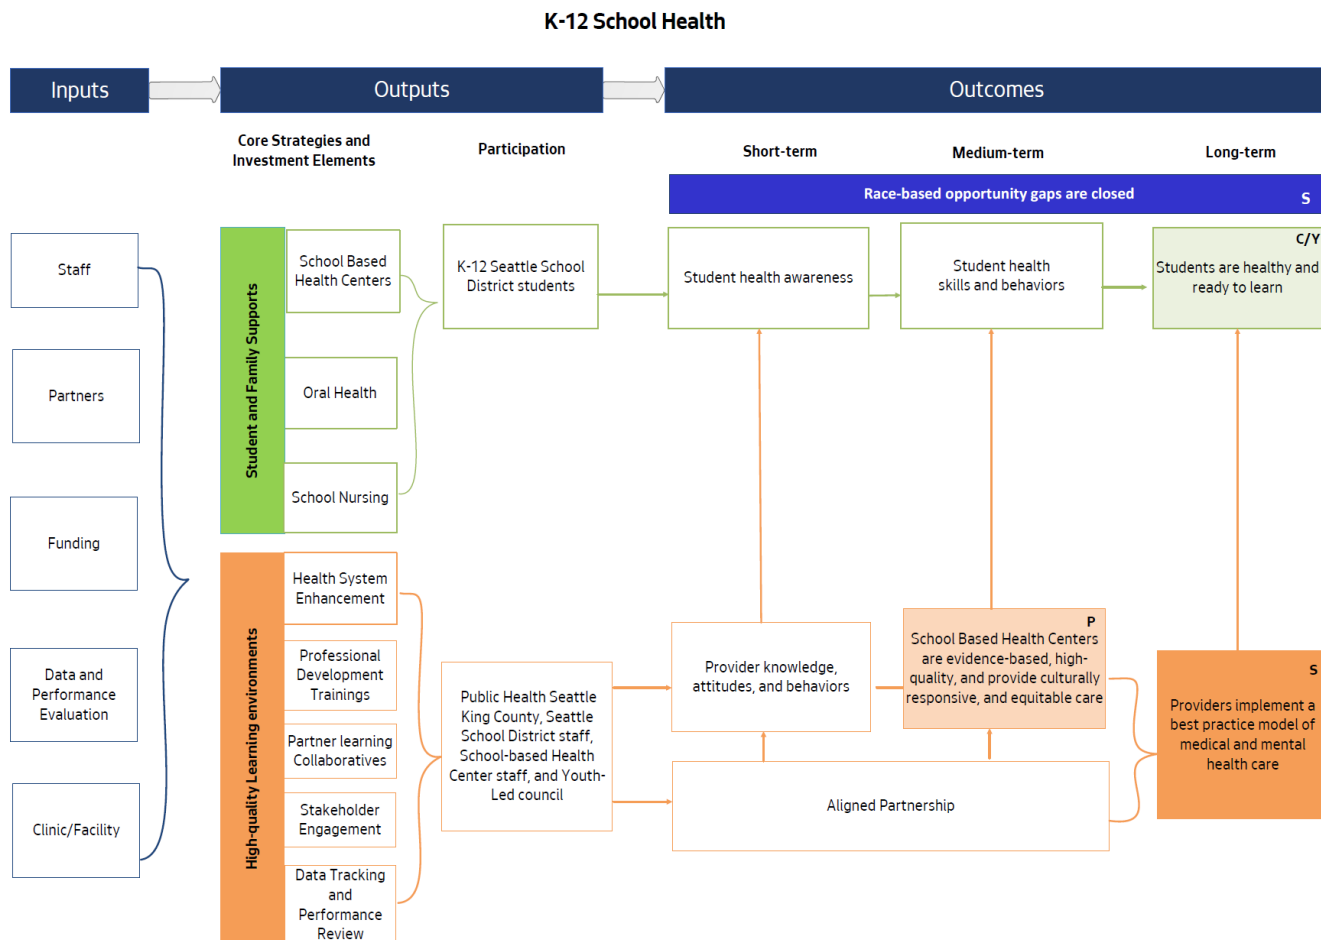 K-12 School Health
Inputs
Outputs
Outcomes
Core Strategies and
Investment Elements
Participation
Short-term
Medium-term
Long-term
Race-based opportunity gaps are closed
S
Staff
Partners
Funding
Data and
Performance
Evaluation
Clinic/Facility
Student and Family Supports
School Based
Health Centers
Oral Health
School Nursing
K-12 Seattle School
District students
Student health awareness
Student health
skills and behaviors
C/Y
Students are healthy and
ready to learn
High-quality Learning environments
Health System
Enhancement
Professional
Development
Trainings
Partner learning
Collaboratives
Stakeholder
Engagement
Data Tracking
and
Performance
Review
Public Health Seattle
King County, Seattle
School District staff,
School-based Health
Center staff, and Youth-
Led council
Provider knowledge,
attitudes, and behaviors
P
School Based Health Centers
are evidence-based, high-
quality, and provide culturally
responsive, and equitable care
Aligned Partnership
S
Providers implement a
best practice model of
medical and mental
health care